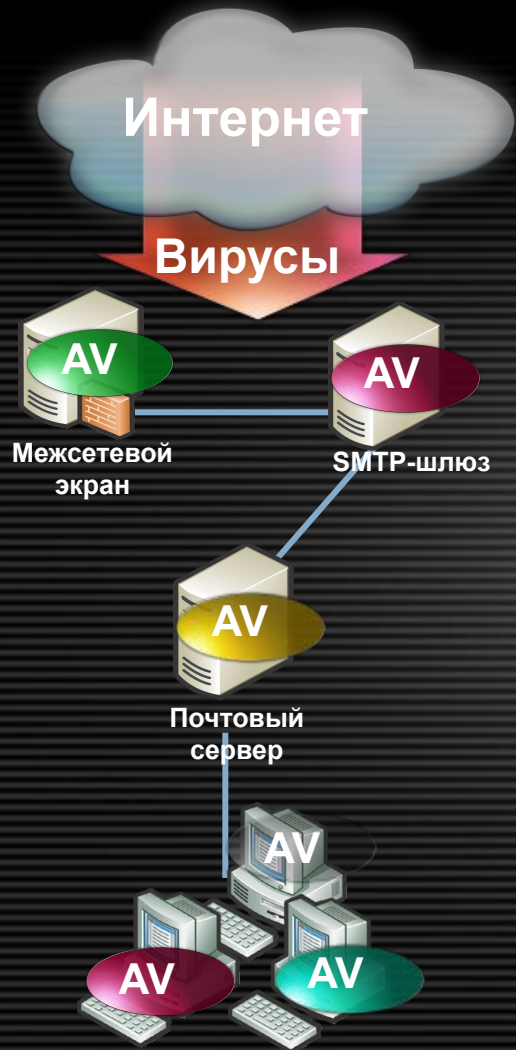 Интернет
Вирусы
AV
AV
Межсетевой
экран
SMTP-шлюз
AV
Почтовый
сервер
AV
AV
AV